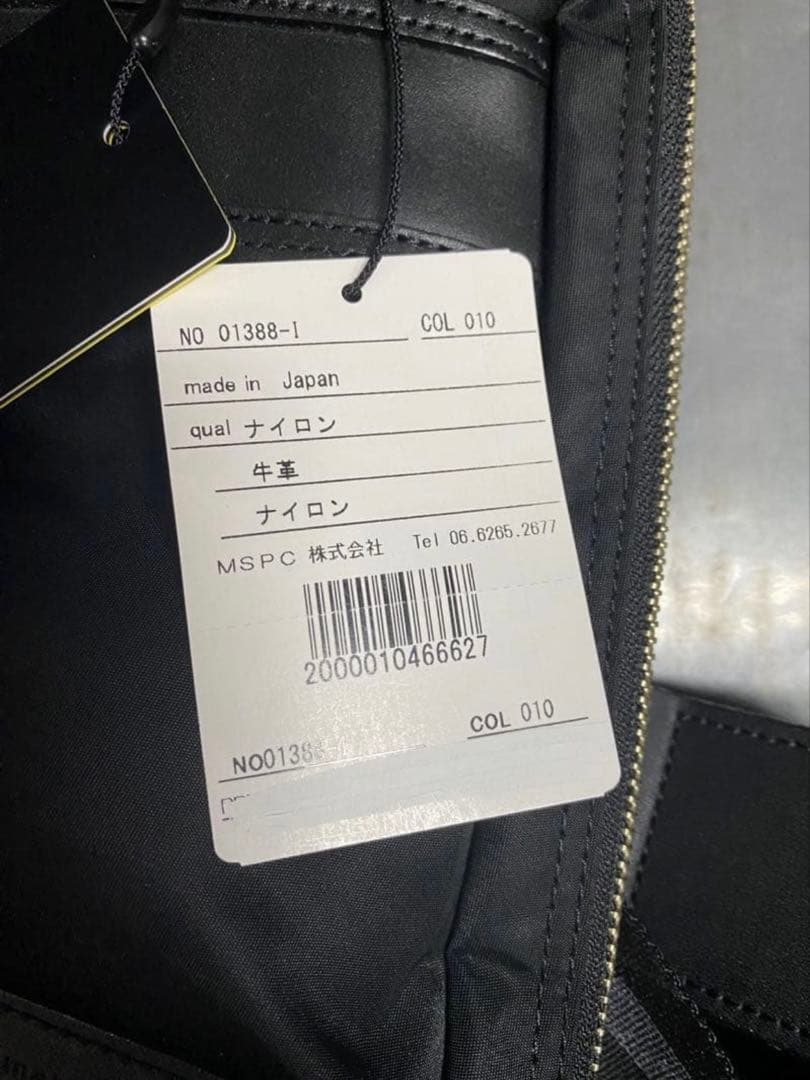 NO 01388-I COL 010
made in Japan
qual ナイロン
牛革
ナイロン
MSPC 株式会社 Tel 06.6265.2677
2000010466627
COL 010
NO0138